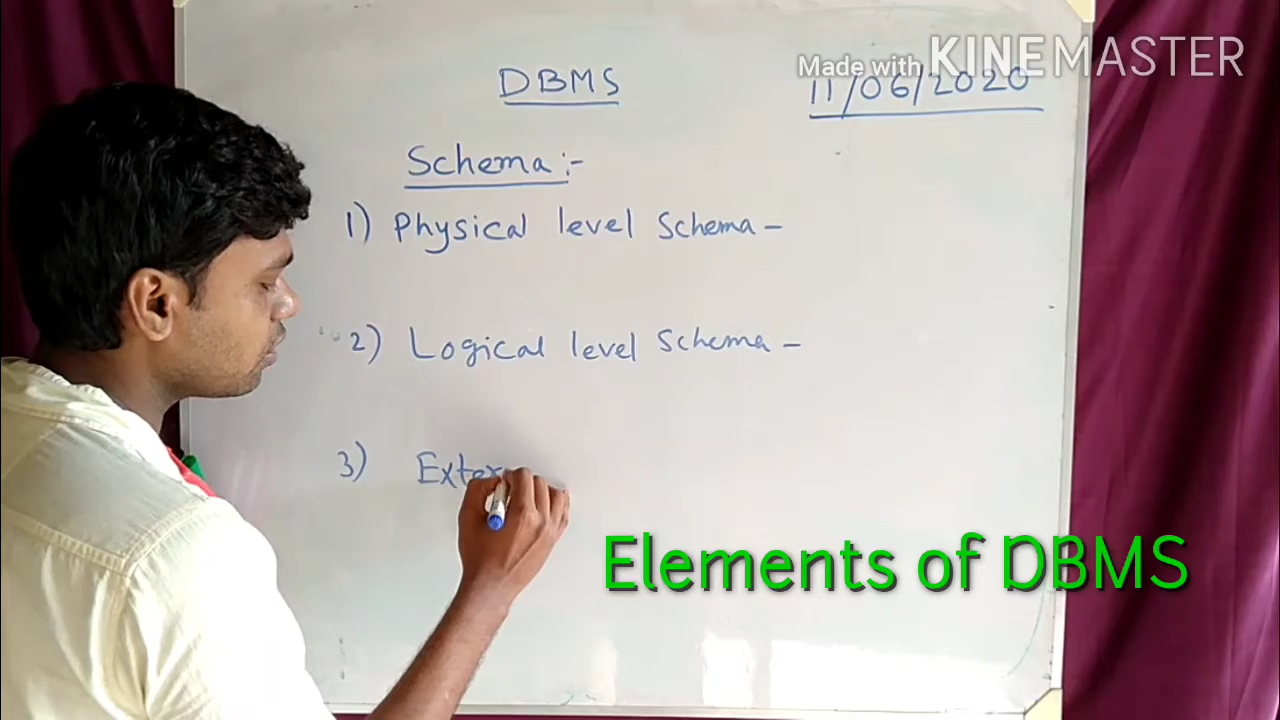 Made with KINEMASTER
DBMS
11/06/2020
Schema:-
1) Physical level Schema -
2) Logical level Schema -
3) Exter
Elements of DBMS